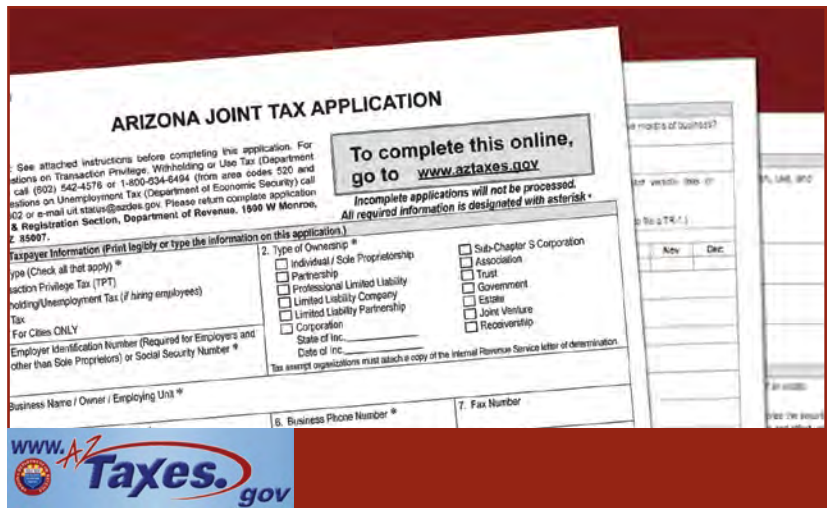 ARIZONA JOINT TAX APPLICATION
: See attached instructions before completing this application. For
estions on Transaction Privilege, Withholding or Use Tax (Department
call (602) 542-4576 or 1-800-634-6494 (from area codes 520 and
estions on Unemployment Tax (Department of Economic Security) call
02 or e-mail uit.status@azdes.gov. Please return complete application
& Registration Section, Department of Revenue. 1600 W Monroe,
Z 85007.
To complete this online,
go to www.aztaxes.gov
Incomplete applications will not be processed.
All required information is designated with asterisk *
Taxpayer Information (Print legibly or type the information on this application.)
ype (Check all that apply) *
saction Privilege Tax (TPT)
holding/Unemployment Tax (if hiring employees)
Tax
For Cities ONLY
2. Type of Ownership *
Individual / Sole Proprietorship
Partnership
Professional Limited Liability
Limited Liability Company
Limited Liability Partnership
Corporation
State of Inc.
Date of Inc.
Sub-Chapter S Corporation
Association
Trust
Government
Estate
Joint Venture
Receivership
Tax exempt organizations must attach a copy of the Internal Revenue Service letter of determination.
Employer Identification Number (Required for Employers and
other than Sole Proprietors) or Social Security Number *
Business Name / Owner / Employing Unit *
6. Business Phone Number *
7. Fax Number
months of business?
Nov
Dec
www.AZ
Taxes.
gov